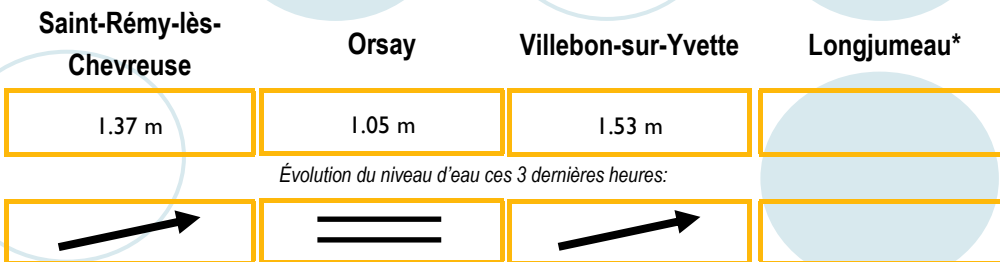 Saint-Rémy-lès-
Chevreuse
Orsay
Villebon-sur-Yvette
Longjumeau*
1.37 m
1.05 m
1.53 m
Évolution du niveau d'eau ces 3 dernières heures: